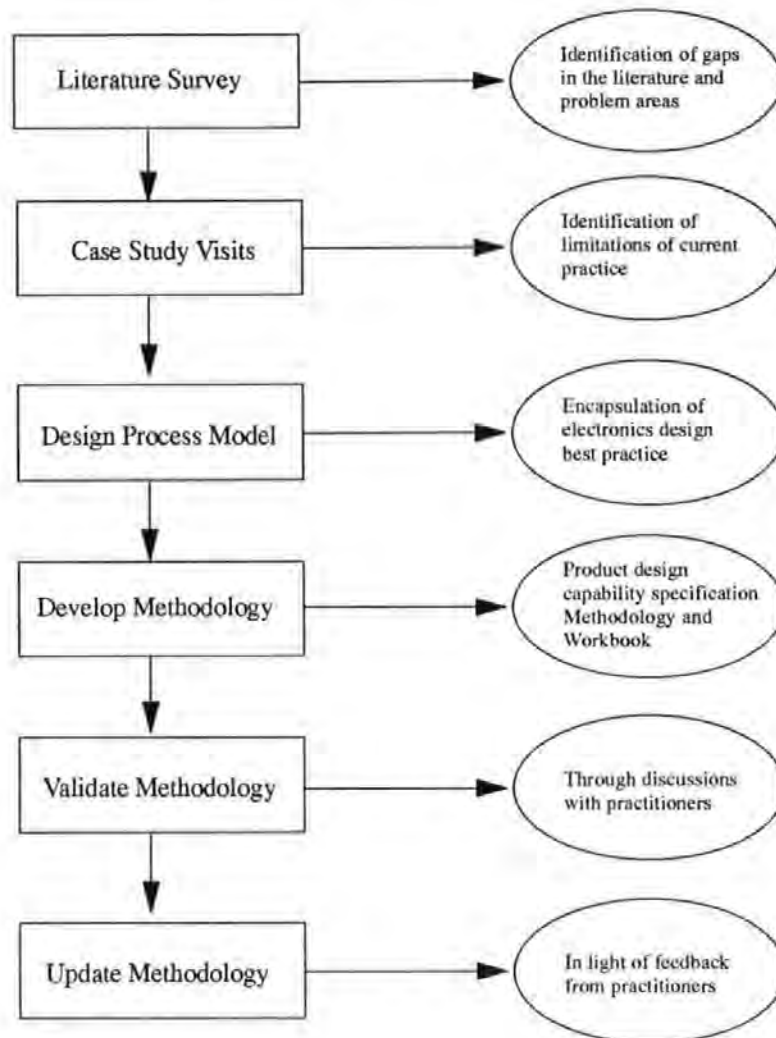 Literature Survey
Identification of gaps
in the literature and
problem areas
Case Study Visits
Identification of
limitations of current
practice
Design Process Model
Encapsulation of
electronics design
best practice
Develop Methodology
Product design
capability specification
Methodology and
Workbook
Validate Methodology
Through discussions
with practitioners
Update Methodology
In light of feedback
from practitioners